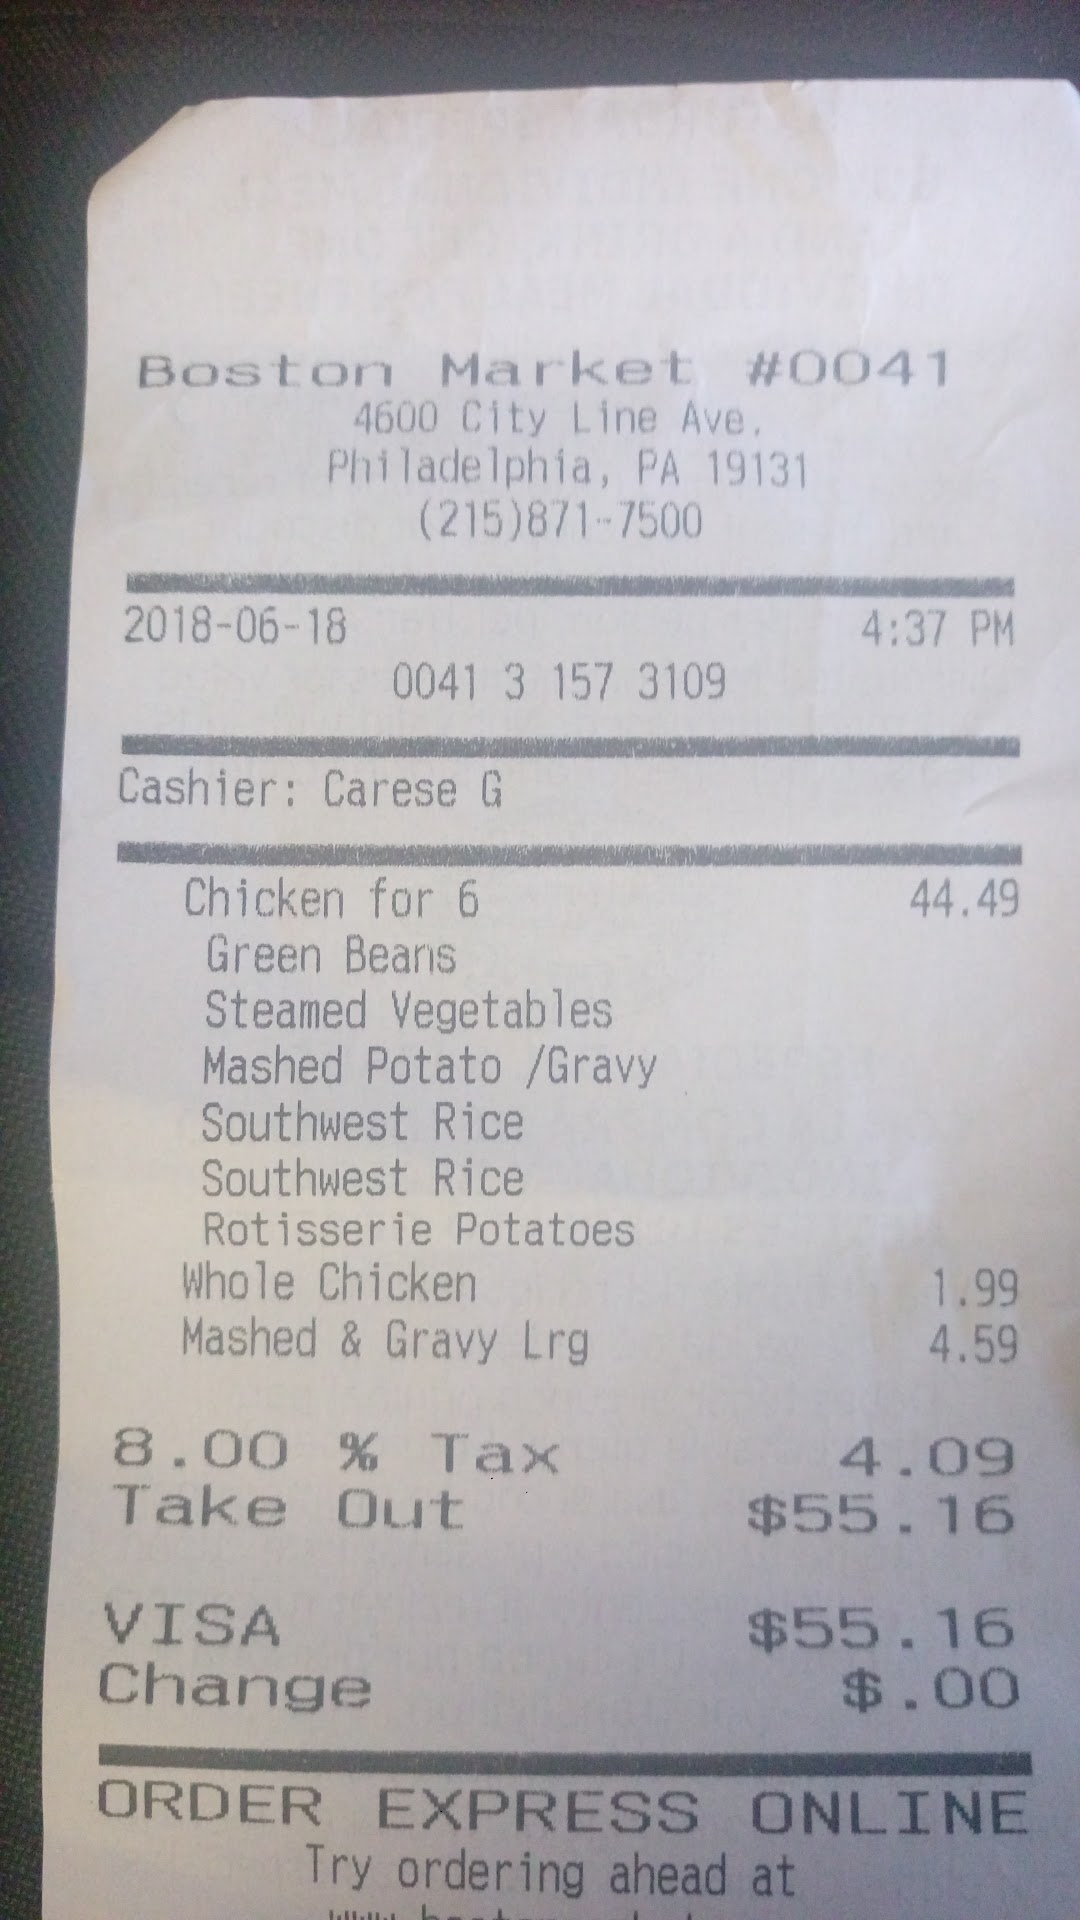 Boston Market #0041
4600 City Line Ave.
Philadelphia, PA 19131
(215)871-7500
2018-06-18 4:37 PM
0041 3 157 3109
Cashier: Carese G
Chicken for 6 44.49
Green Beans
Steamed Vegetables
Mashed Potato /Gravy
Southwest Rice
Southwest Rice
Rotisserie Potatoes
Whole Chicken 1.99
Mashed & Gravy Lrg 4.59
8.00 % Tax 4.09
Take Out $55.16
VISA $55.16
Change $.00
ORDER EXPRESS ONLINE
Try ordering ahead at